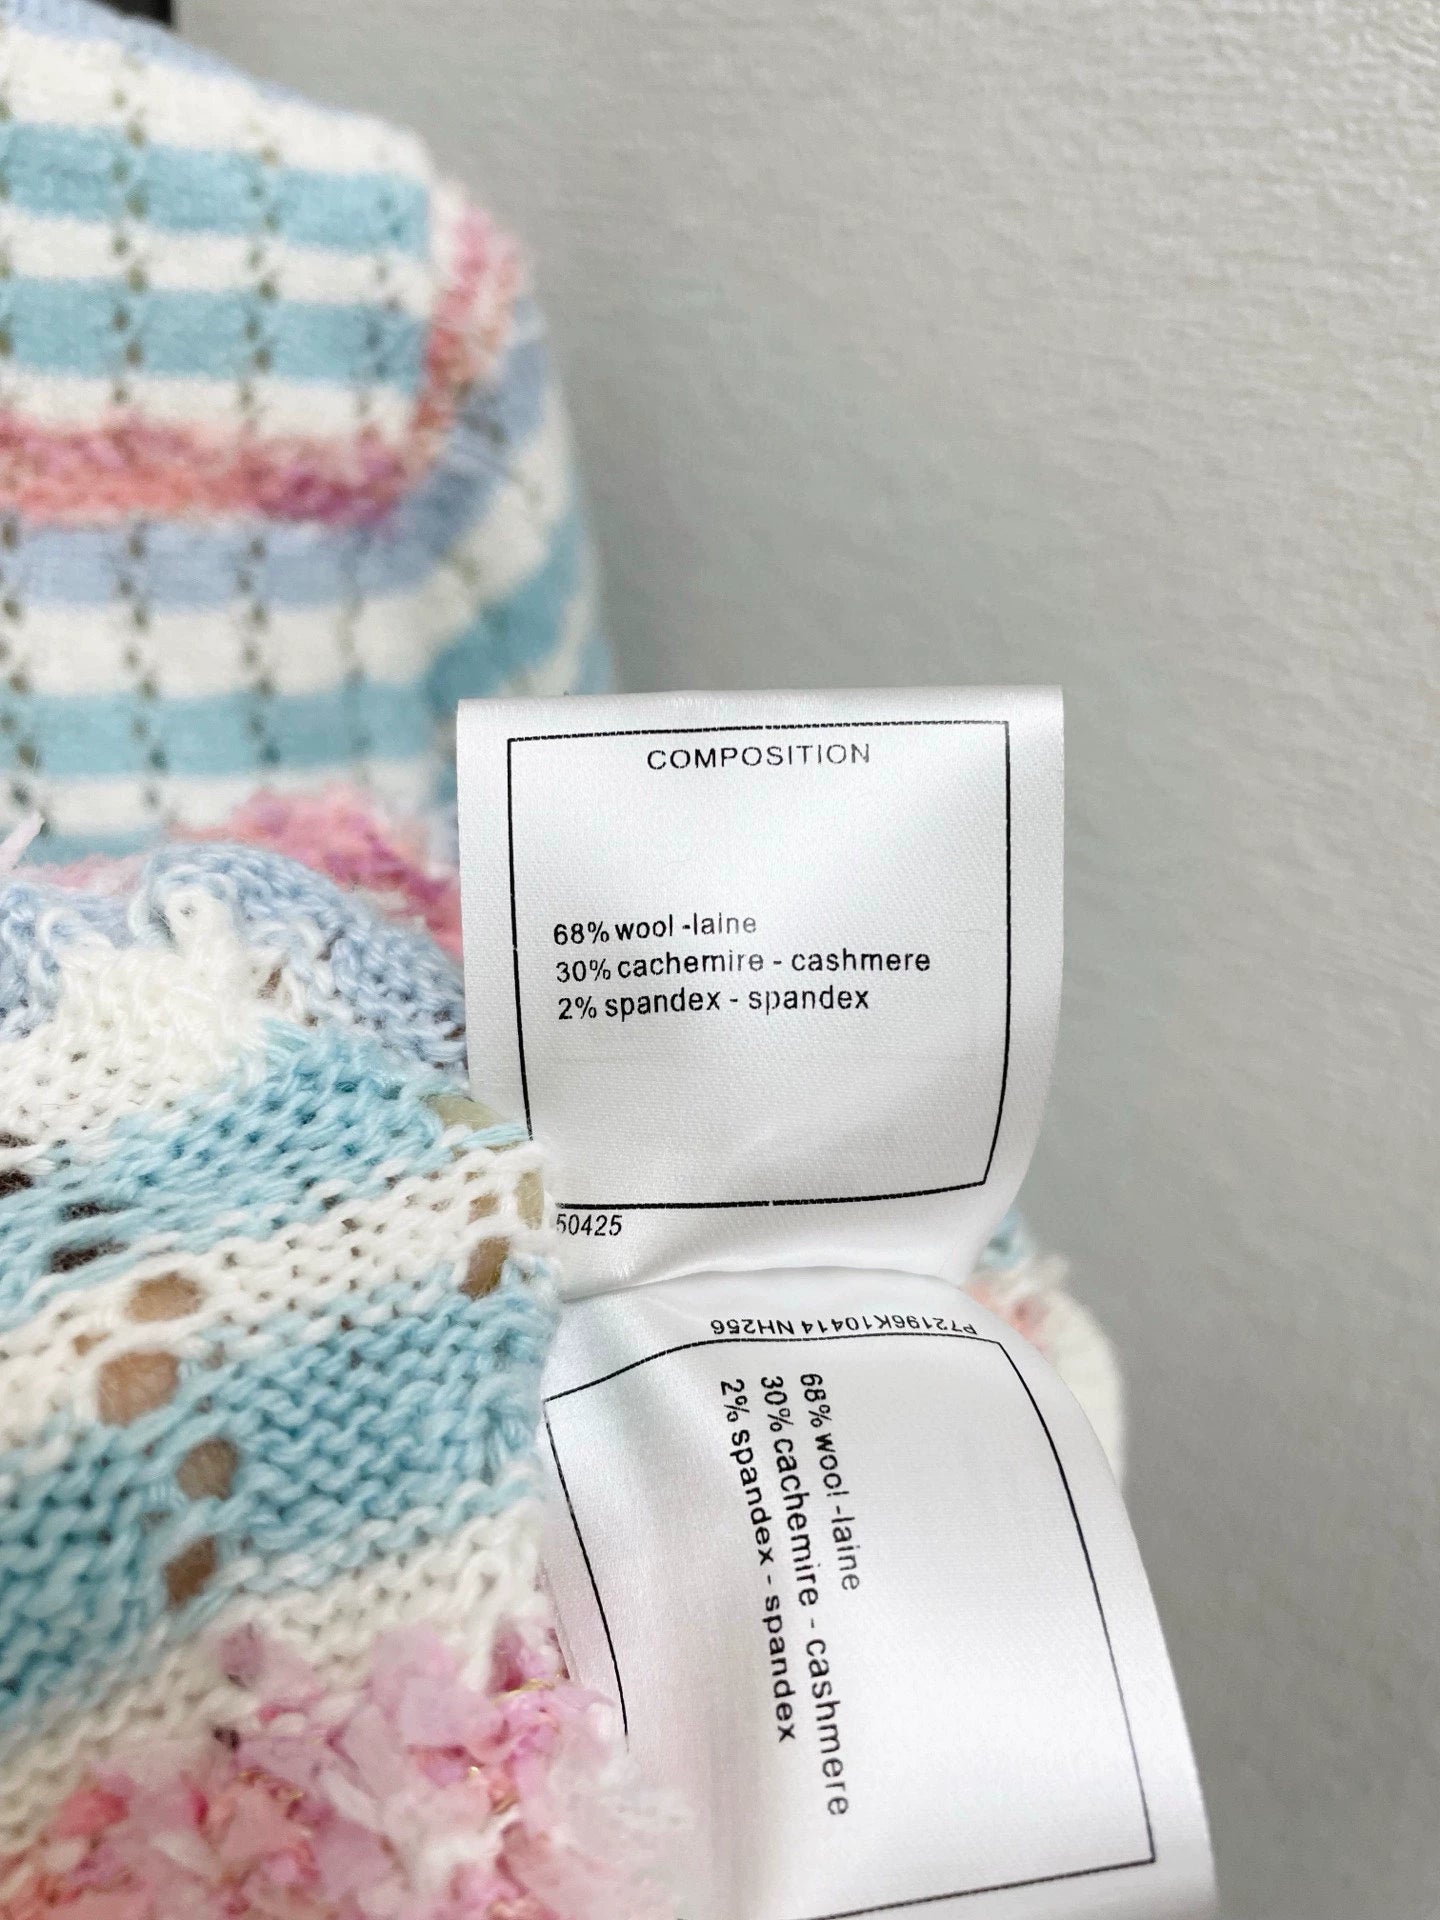 COMPOSITION
68% wool -laine
30% cachemire - cashmere
2% spandex - spandex
50425
P72196K10414 NH256
68% wool -laine
30% cachemire - cashmere
2% spandex - spandex